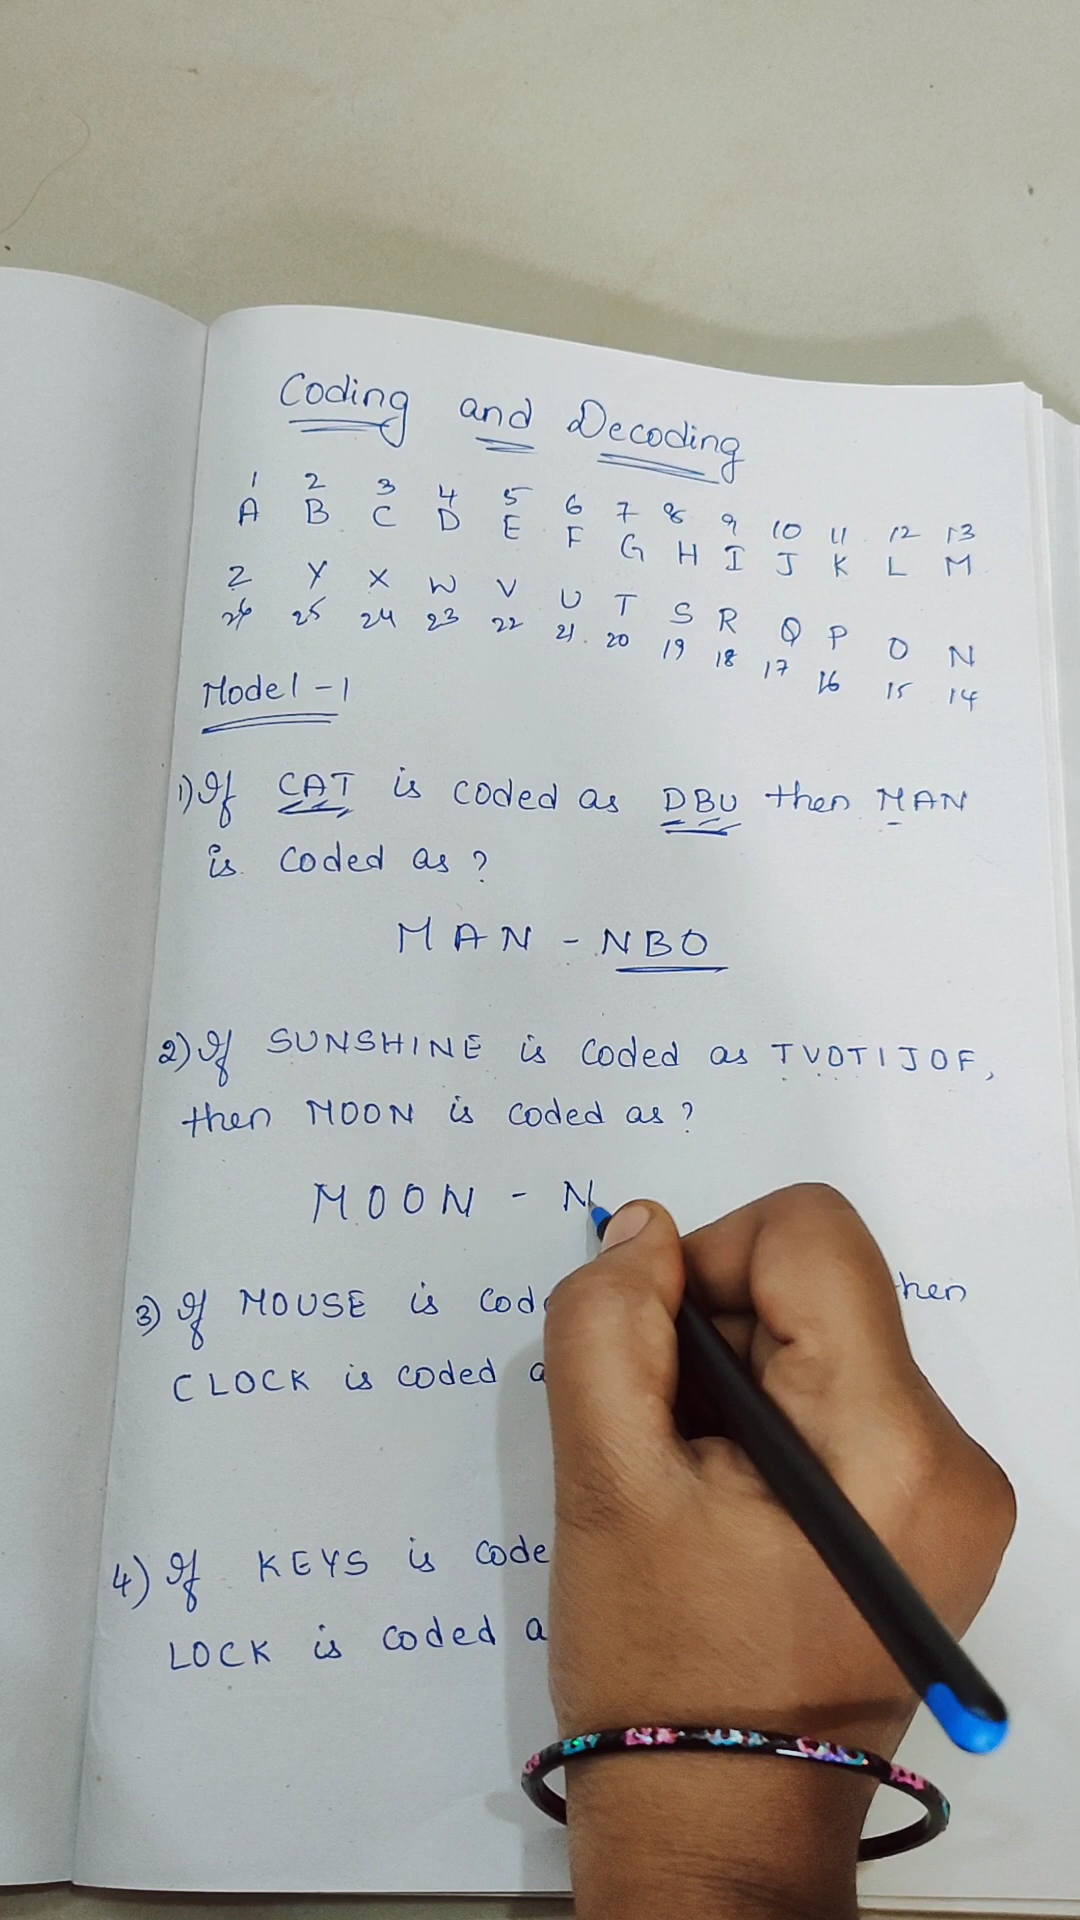 Coding and Decoding
1 2 3 4 5 6 7 8 9 10 11 12 13
A B C D E F G H I J K L M
Z Y X W V U T S R Q P O N
26 25 24 23 22 21 20 19 18 17 16 15 14
Model-1
1) If CAT is coded as DBU then MAN
is coded as?
MAN - NBO
2) If SUNSHINE is coded as TVOTIJOF,
then MOON is coded as?
MOON - N
3) If MOUSE is
CLOCK is coded
4) If KEYS is
LOCK is coded